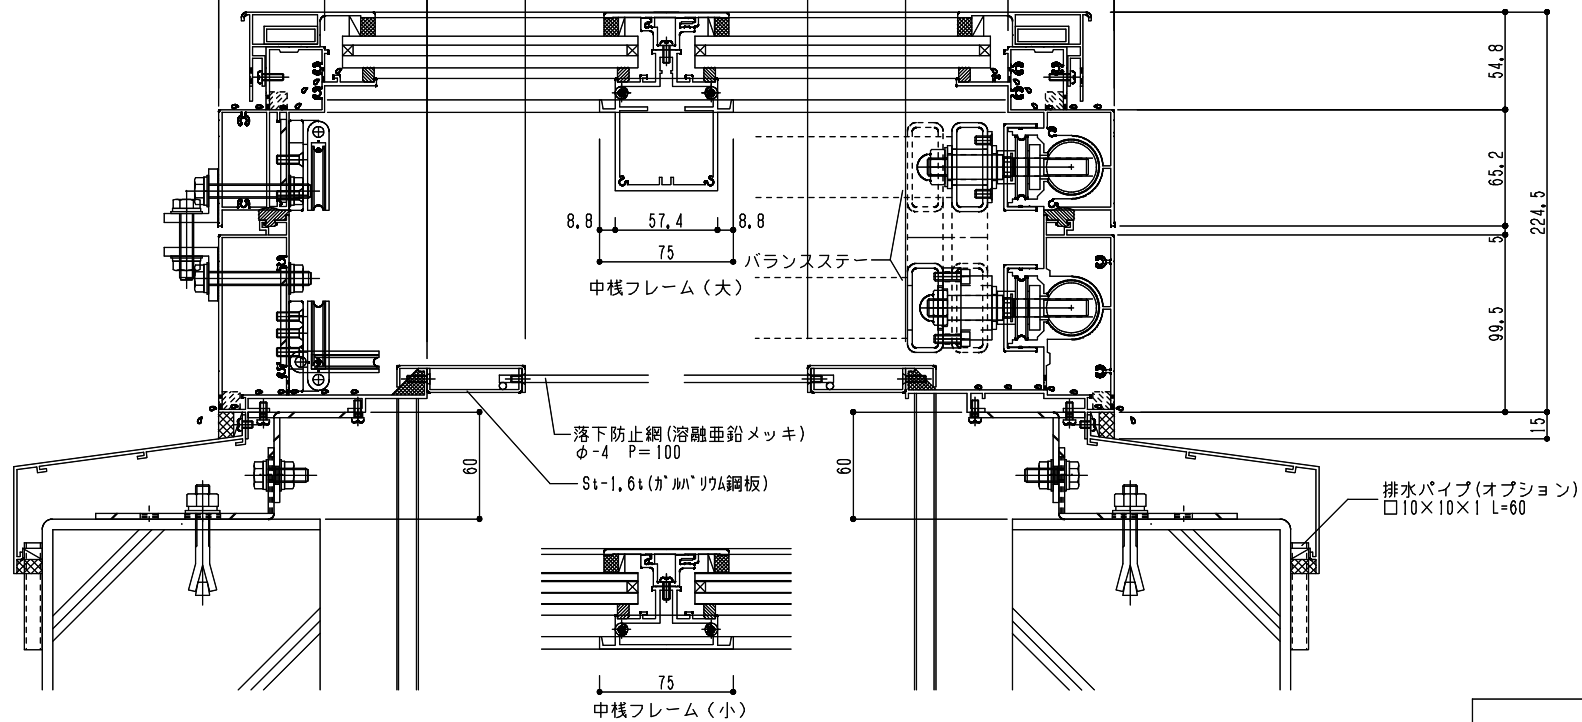 54.8
65.2
224.5
5
99.5
15
8.8
57.4
8.8
75
バランスステー
中桟フレーム(大)
落下防止網(溶融亜鉛メッキ)
φ-4 P=100
St-1.6t(ガルバリウム鋼板)
60
60
排水パイプ(オプション)
□10×10×1 L=60
75
中桟フレーム(小)